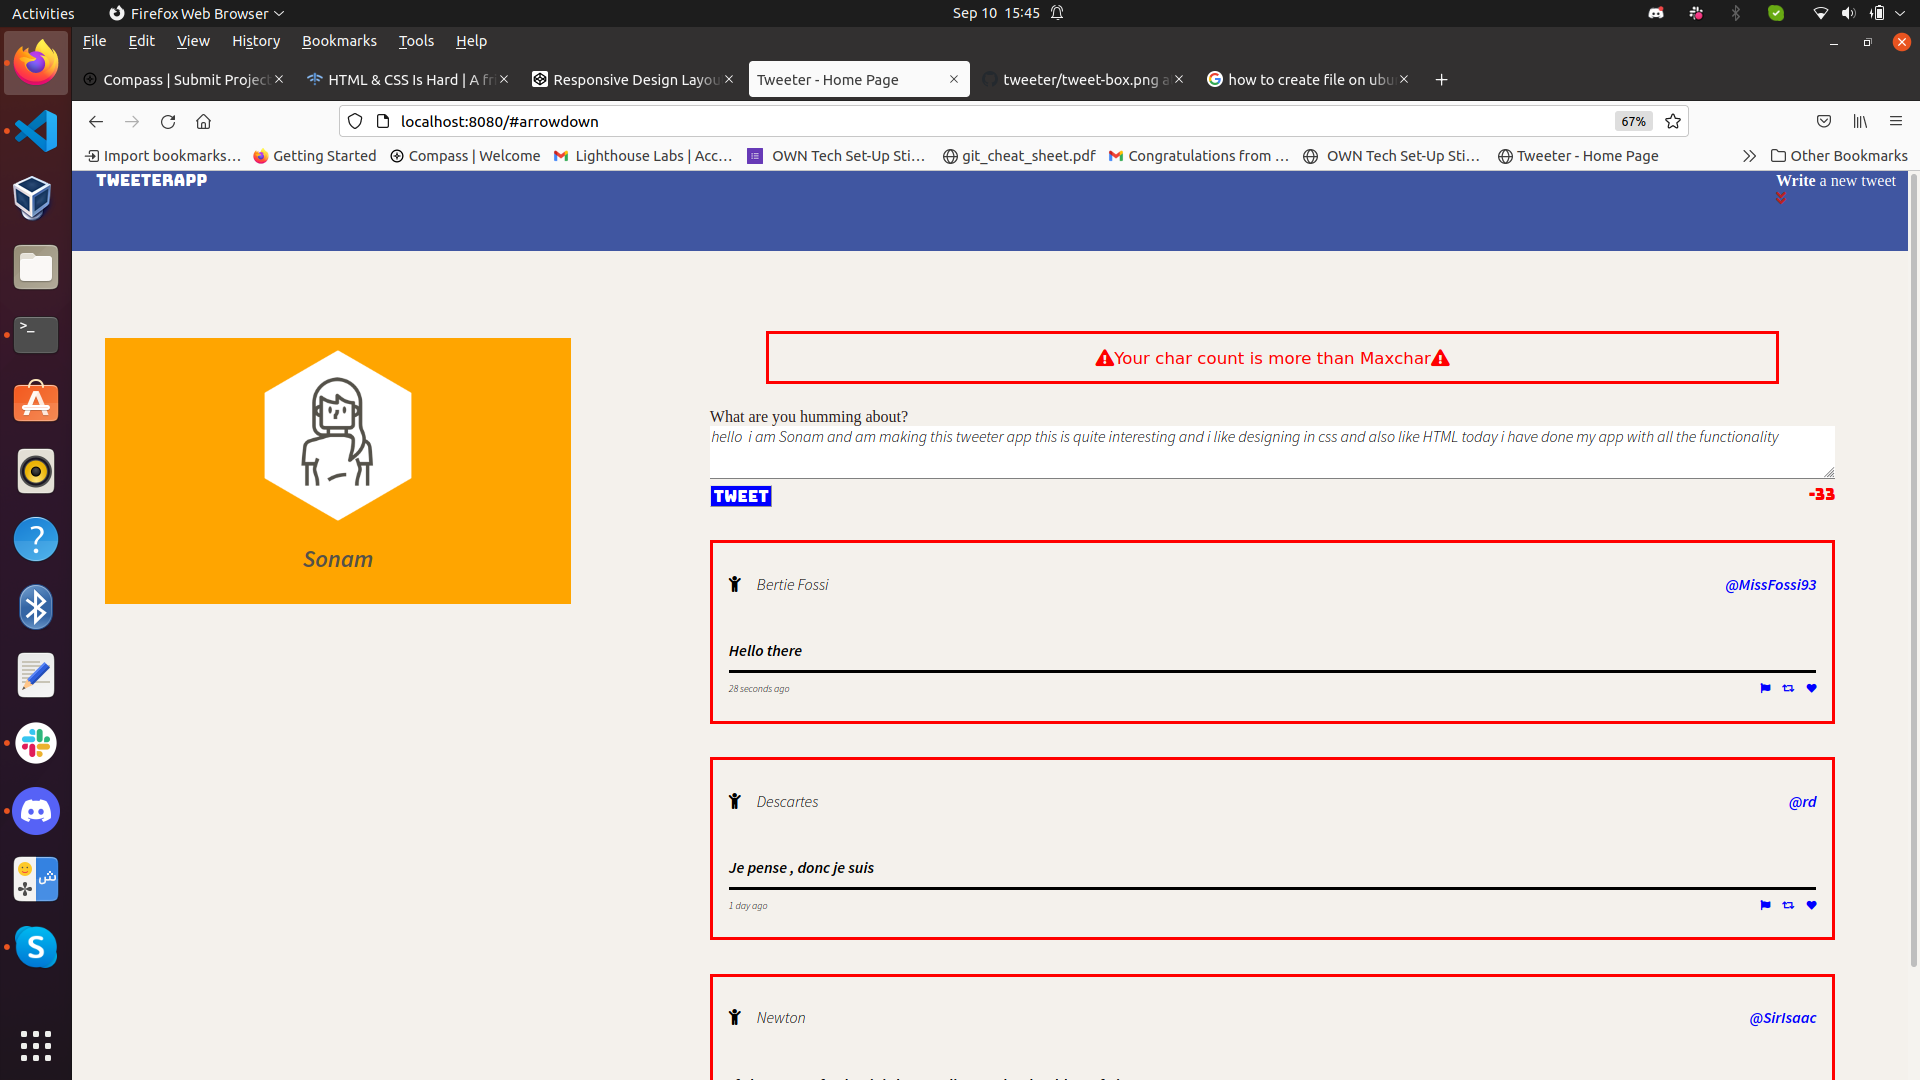 Activities Firefox Web Browser Sep 10 15:45
File Edit View History Bookmarks Tools Help
Compass | Submit Project HTML & CSS Is Hard | A fri Responsive Design Layou Tweeter - Home Page tweeter/tweet-box.png a how to create file on ubu
localhost:8080/#arrowdown 67%
Import bookmarks... Getting Started Compass | Welcome Lighthouse Labs | Acc... OWN Tech Set-Up Sti... git_cheat_sheet.pdf Congratulations from ... OWN Tech Set-Up Sti... Tweeter - Home Page Other Bookmarks
TWEETERAPP Write a new tweet
Your char count is more than Maxchar
What are you humming about?
hello i am Sonam and am making this tweeter app this is quite interesting and i like designing in css and also like HTML today i have done my app with all the functionality
TWEET -33
Sonam
Bertie Fossi @MissFossi93
Hello there
28 seconds ago
Descartes @rd
Je pense , donc je suis
1 day ago
Newton @SirIsaac